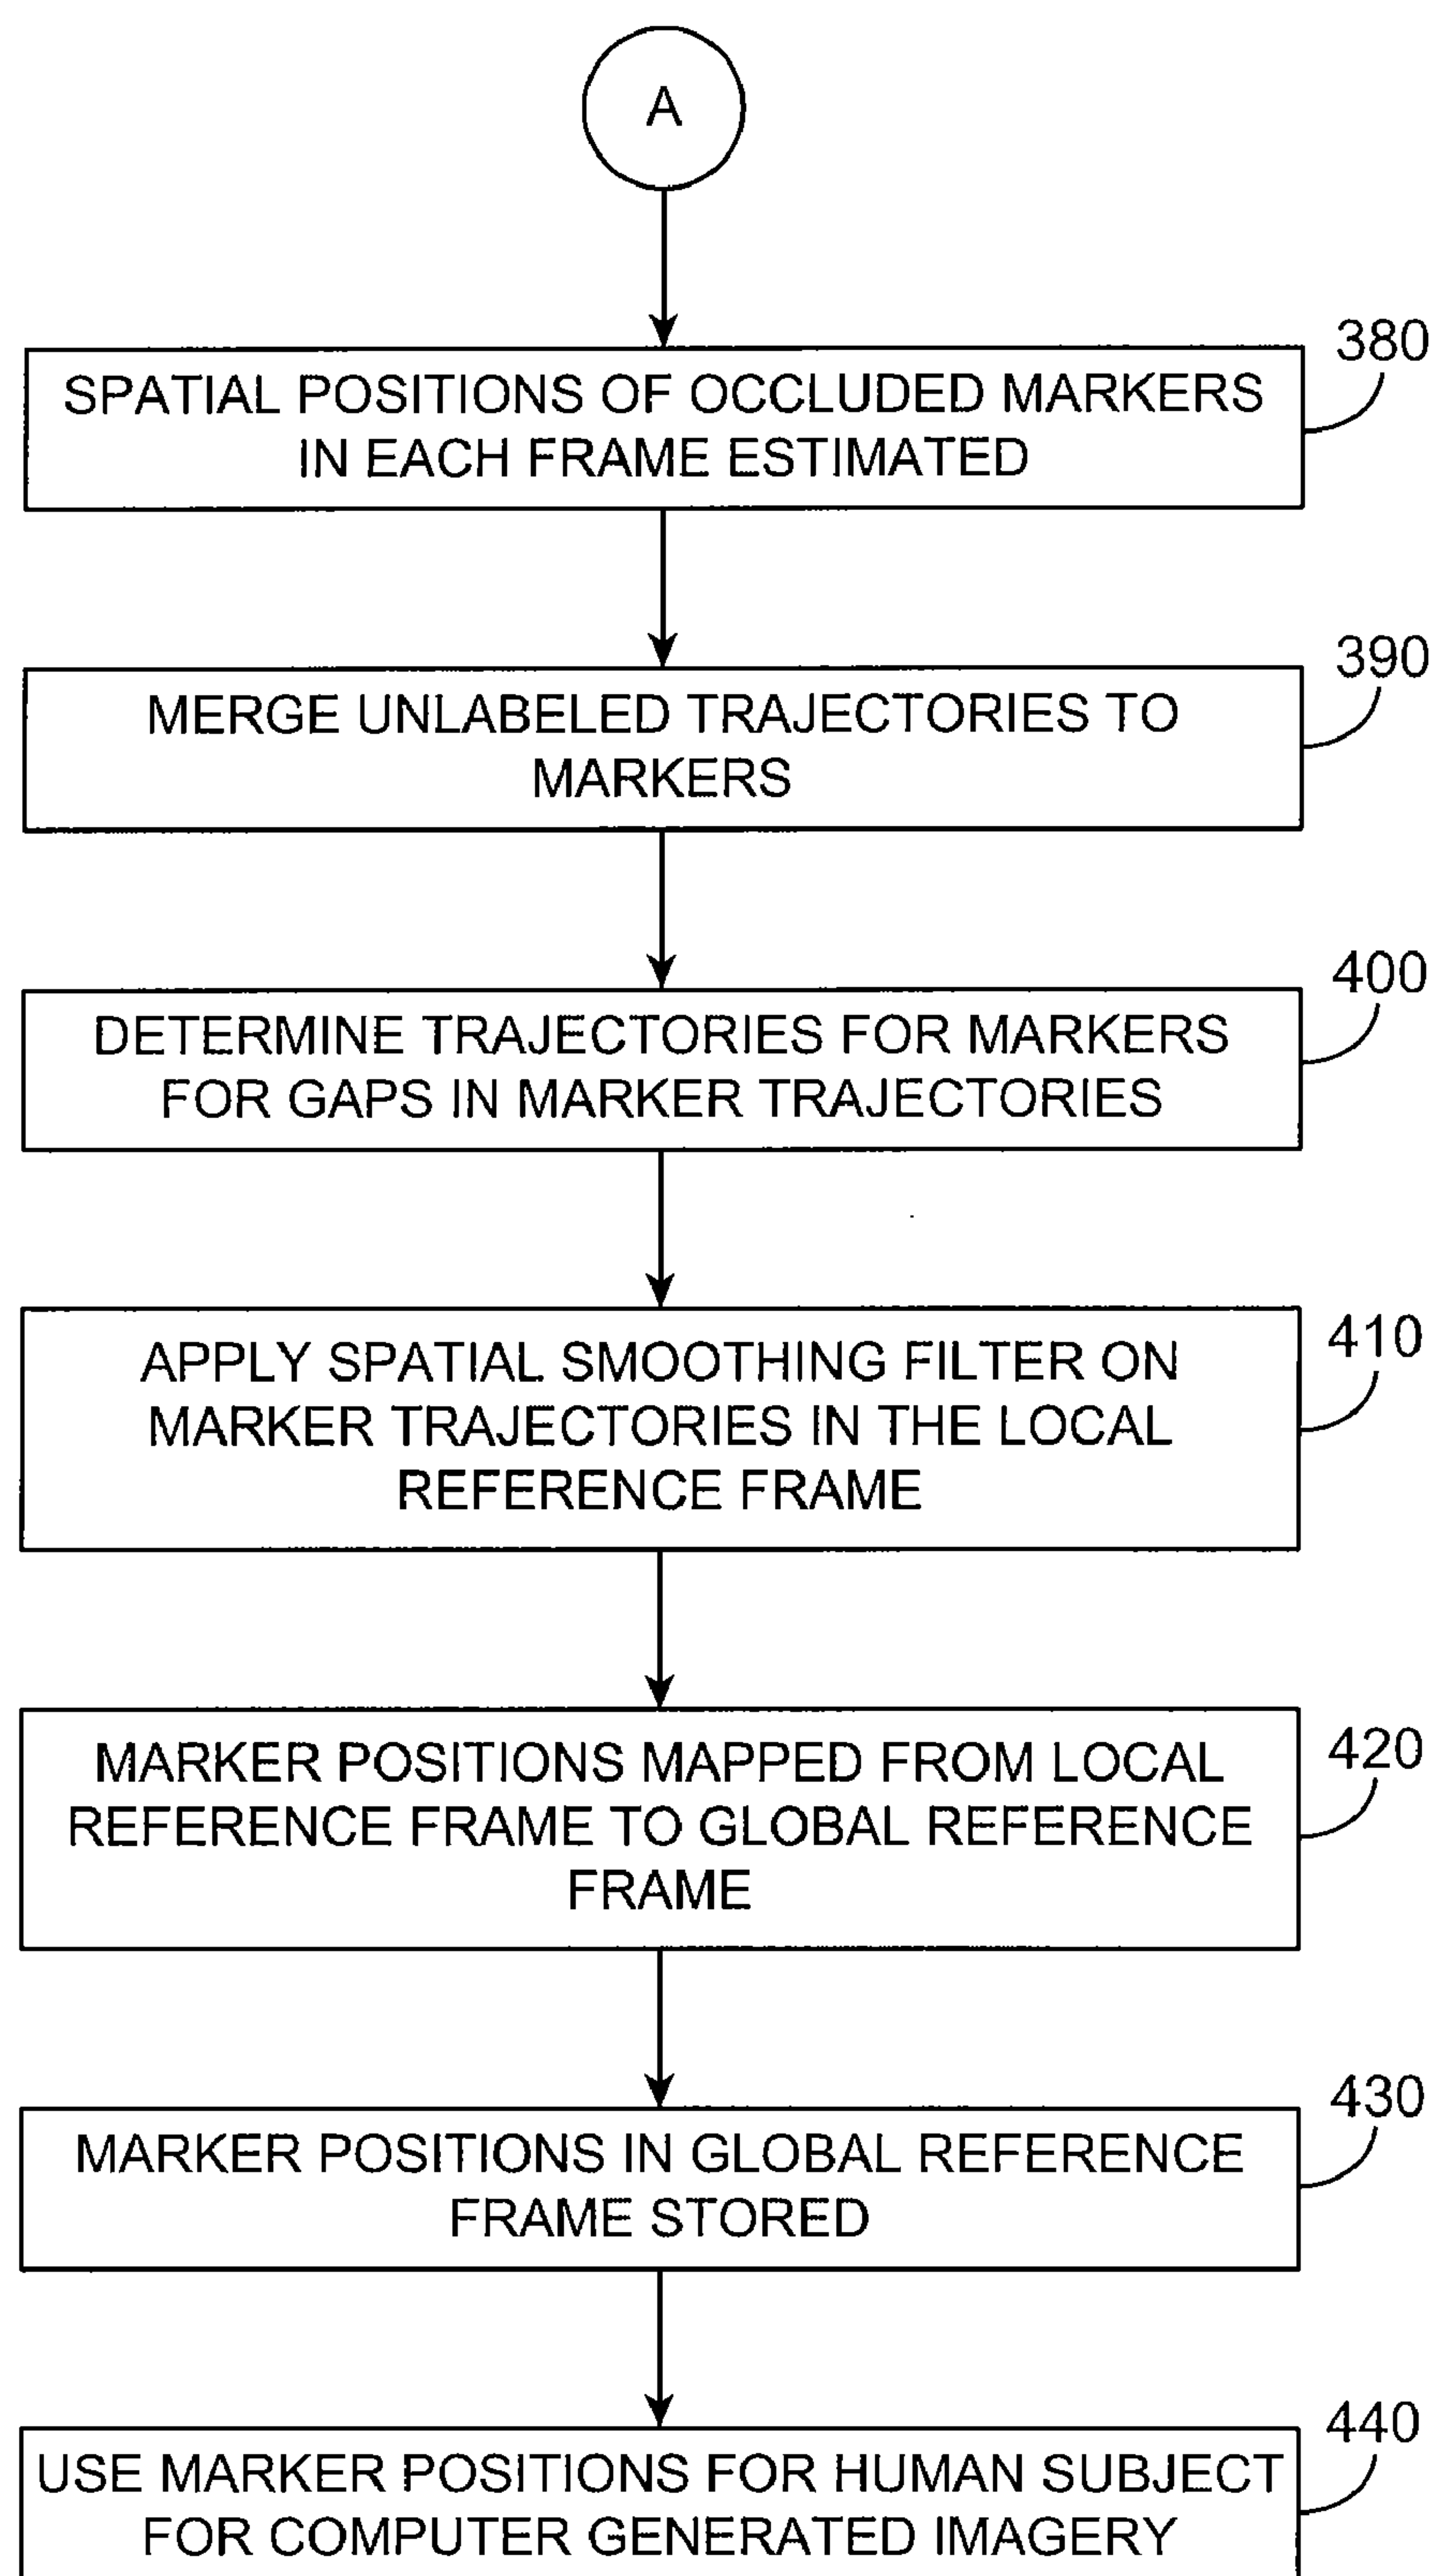 A
380
SPATIAL POSITIONS OF OCCLUDED MARKERS
IN EACH FRAME ESTIMATED
390
MERGE UNLABELED TRAJECTORIES TO
MARKERS
400
DETERMINE TRAJECTORIES FOR MARKERS
FOR GAPS IN MARKER TRAJECTORIES
410
APPLY SPATIAL SMOOTHING FILTER ON
MARKER TRAJECTORIES IN THE LOCAL
REFERENCE FRAME
420
MARKER POSITIONS MAPPED FROM LOCAL
REFERENCE FRAME TO GLOBAL REFERENCE
FRAME
430
MARKER POSITIONS IN GLOBAL REFERENCE
FRAME STORED
440
USE MARKER POSITIONS FOR HUMAN SUBJECT
FOR COMPUTER GENERATED IMAGERY